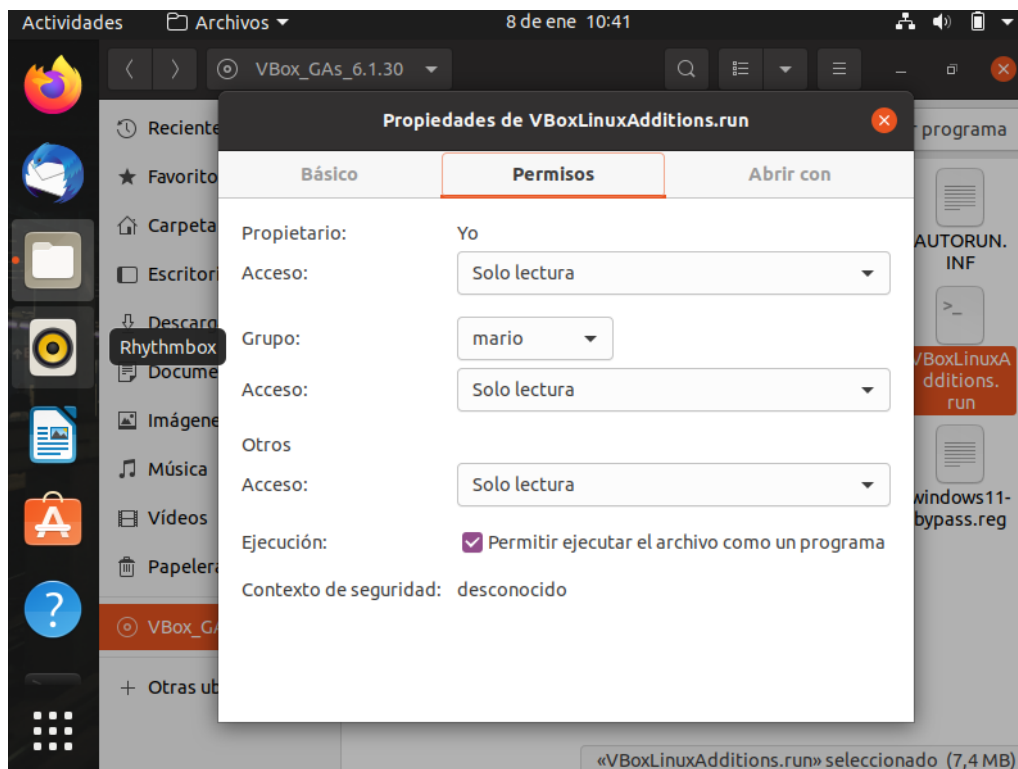 Actividades
Archivos
8 de ene 10:41
VBox_GAs_6.1.30
Propiedades de VBoxLinuxAdditions.run
Básico
Permisos
Abrir con
Propietario:
Yo
Acceso:
Solo lectura
Grupo:
mario
Acceso:
Solo lectura
Otros
Acceso:
Solo lectura
Ejecución:
Permitir ejecutar el archivo como un programa
Contexto de seguridad:
desconocido
Reciente
Favorito
Carpeta
Escritori
Descarg
Rhythmbox
Docume
Imágene
Música
Vídeos
Papelera
VBox_GA
Otras ub
programa
AUTORUN.
INF
VBoxLinuxA
dditions.
run
windows11-
bypass.reg
«VBoxLinuxAdditions.run» seleccionado (7,4 MB)